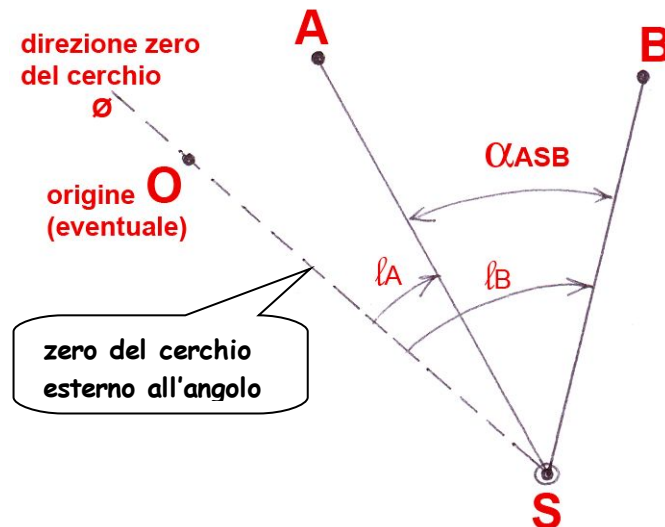 direzione zero
del cerchio
ø
A
B
origine O
(eventuale)
αASB
ℓA
ℓB
zero del cerchio
esterno all'angolo
S